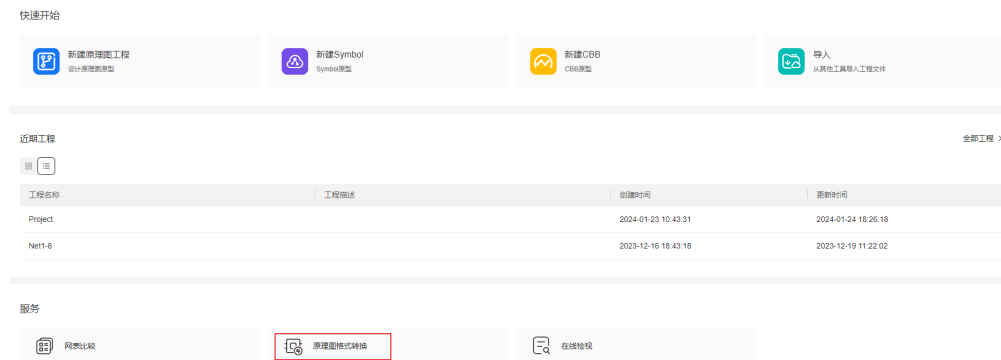 快速开始
新建原理图工程
设计原理图原型
新建Symbol
Symbol原型
新建CBB
CBB原型
导入
从其他工具导入工程文件
近期工程
全部工程 >
工程名称 工程描述 创建时间 更新时间
Project 2024-01-23 10:43:31 2024-01-24 18:26:18
Net1-8 2023-12-16 18:43:18 2023-12-19 11:22:02
服务
网表比较
原理图格式转换
在线检视